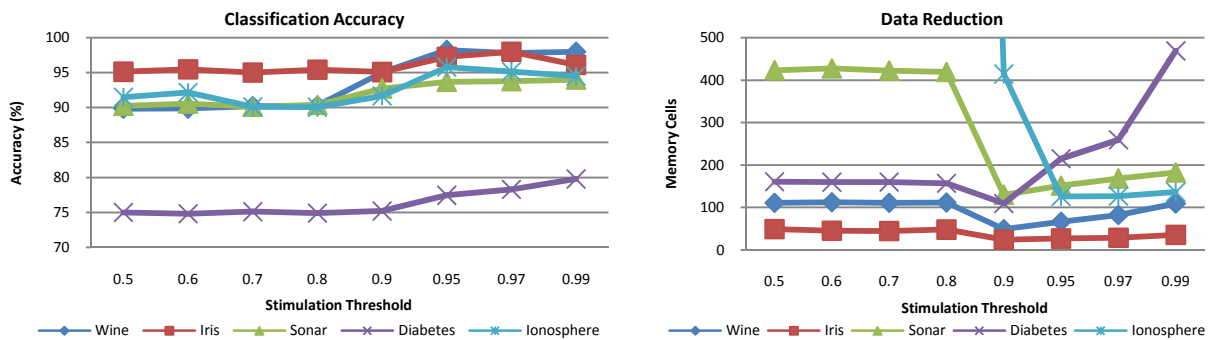 Classification Accuracy
100
95
90
85
80
75
70
Accuracy (%)
0.5 0.6 0.7 0.8 0.9 0.95 0.97 0.99
Stimulation Threshold
Wine Iris Sonar Diabetes Ionosphere
Data Reduction
500
400
300
200
100
0
Memory Cells
0.5 0.6 0.7 0.8 0.9 0.95 0.97 0.99
Stimulation Threshold
Wine Iris Sonar Diabetes Ionosphere